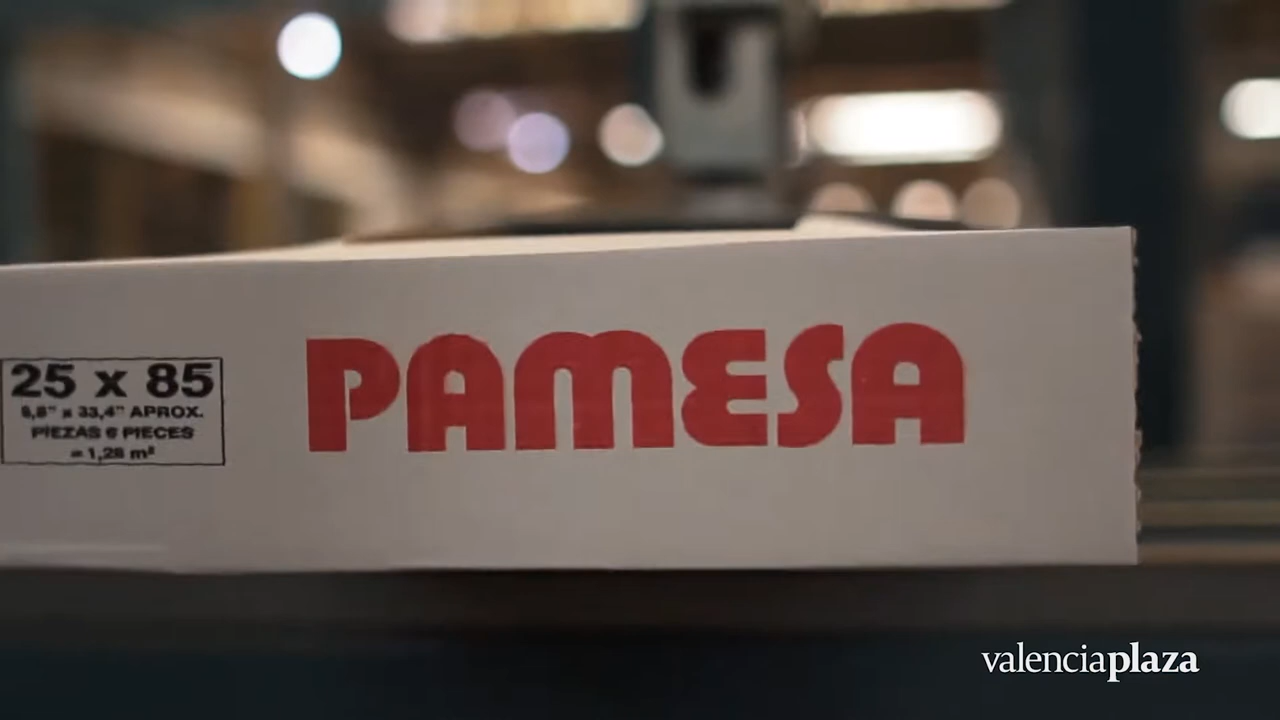 25 x 85
9,8" x 33,4" APROX.
PIEZAS 6 PIECES
= 1,28 m²
PAMESA
valenciaplaza